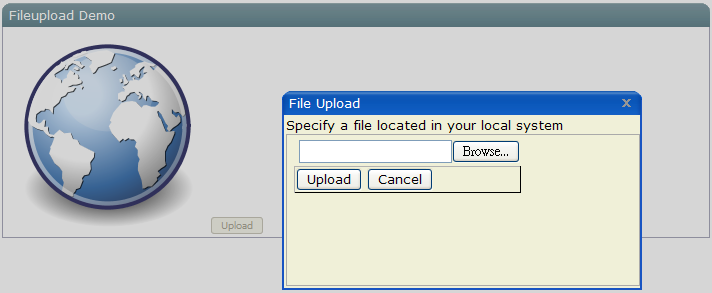 Fileupload Demo
File Upload
Specify a file located in your local system
Browse...
Upload Cancel
Upload